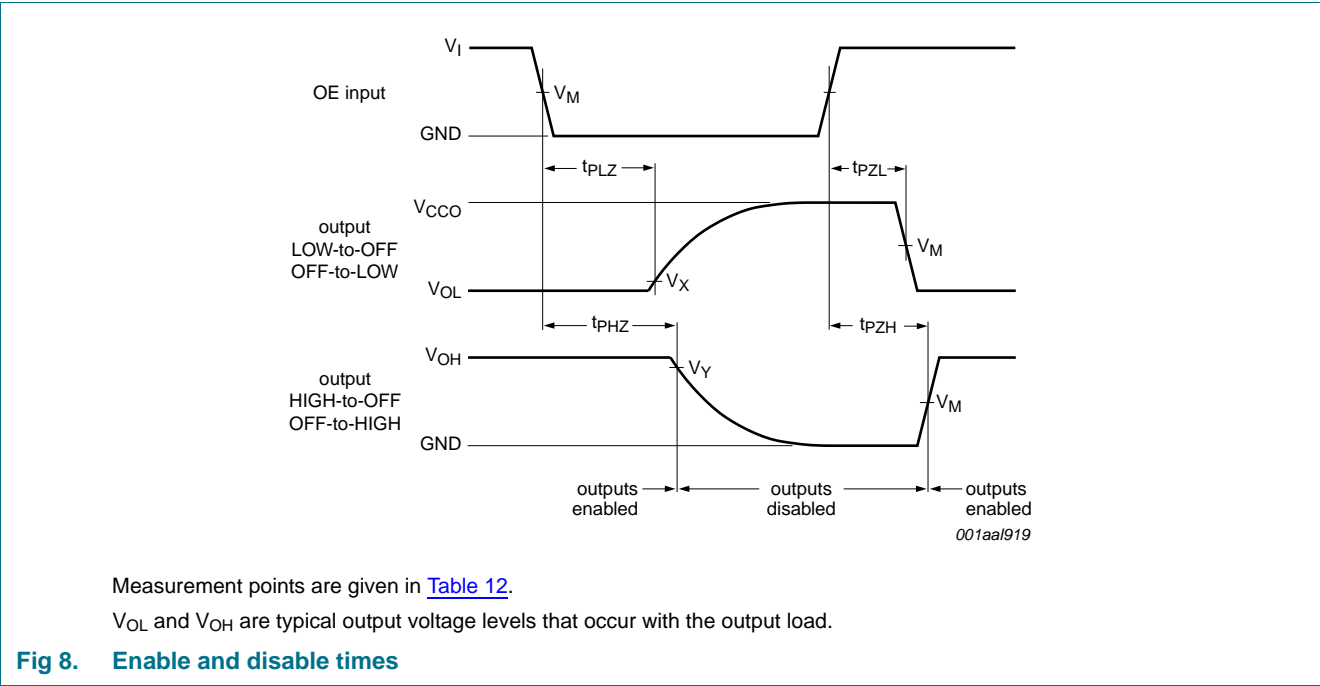 VI
OE input
VM
GND
tPLZ
tPZL
VCCO
output
LOW-to-OFF
OFF-to-LOW
VM
VX
VOL
tPHZ
tPZH
VOH
output
HIGH-to-OFF
OFF-to-HIGH
VY
VM
GND
outputs
enabled
outputs
disabled
outputs
enabled
001aal919
Measurement points are given in Table 12.
VOL and VOH are typical output voltage levels that occur with the output load.
Fig 8. Enable and disable times